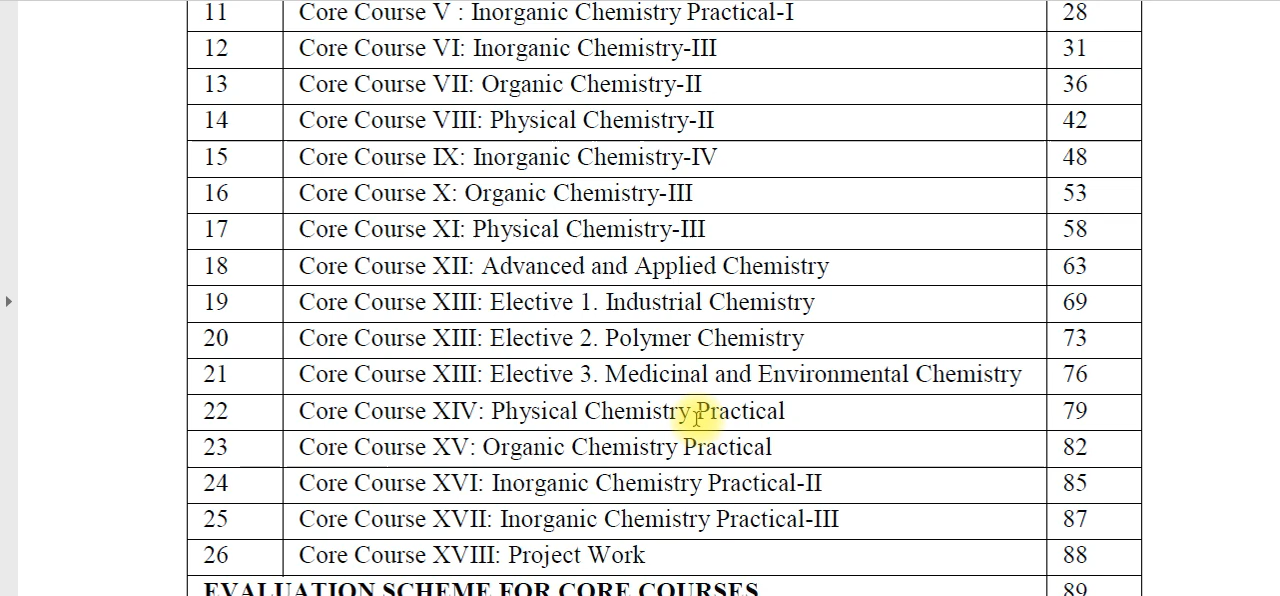 11 Core Course V : Inorganic Chemistry Practical-I 28
12 Core Course VI: Inorganic Chemistry-III 31
13 Core Course VII: Organic Chemistry-II 36
14 Core Course VIII: Physical Chemistry-II 42
15 Core Course IX: Inorganic Chemistry-IV 48
16 Core Course X: Organic Chemistry-III 53
17 Core Course XI: Physical Chemistry-III 58
18 Core Course XII: Advanced and Applied Chemistry 63
19 Core Course XIII: Elective 1. Industrial Chemistry 69
20 Core Course XIII: Elective 2. Polymer Chemistry 73
21 Core Course XIII: Elective 3. Medicinal and Environmental Chemistry 76
22 Core Course XIV: Physical Chemistry Practical 79
23 Core Course XV: Organic Chemistry Practical 82
24 Core Course XVI: Inorganic Chemistry Practical-II 85
25 Core Course XVII: Inorganic Chemistry Practical-III 87
26 Core Course XVIII: Project Work 88
EVALUATION SCHEME FOR CORE COURSES 89